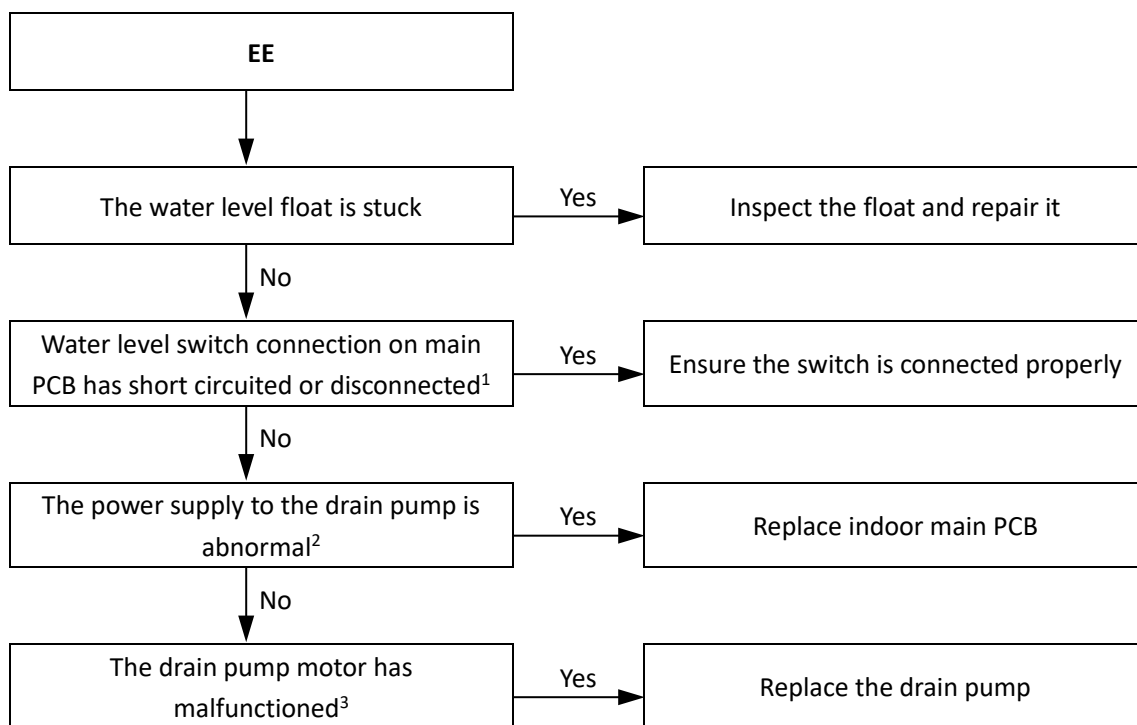 EE
The water level float is stuck
Yes
Inspect the float and repair it
No
Water level switch connection on main
PCB has short circuited or disconnected¹
Yes
Ensure the switch is connected properly
No
The power supply to the drain pump is
abnormal²
Yes
Replace indoor main PCB
No
The drain pump motor has
malfunctioned³
Yes
Replace the drain pump